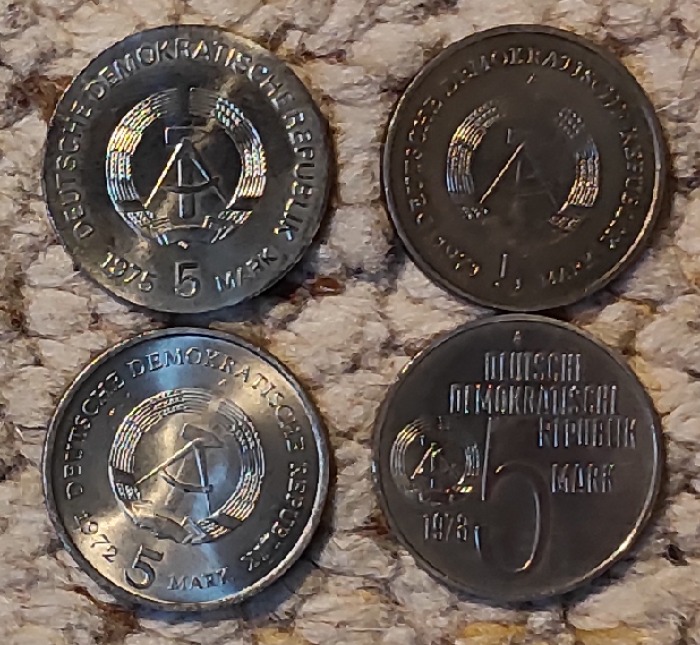 DEUTSCHE DEMOKRATISCHE REPUBLIK
1975 5 MARK
DEUTSCHE DEMOKRATISCHE REPUBLIK
MARK
DEUTSCHE DEMOKRATISCHE REPUBLIK
1972 5 MARK
A
DEUTSCHE
DEMOKRATISCHE
REPUBLIK
5 MARK
1978